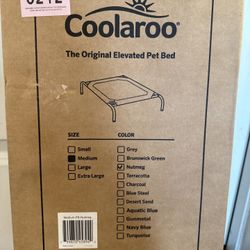 Coolaroo
The Original Elevated Pet Bed
SIZE
COLOR
Small
Medium
Large
Extra Large
Grey
Brunswick Green
Nutmeg
Terracotta
Charcoal
Blue Steel
Desert Sand
Aquatic Blue
Gunmetal
Navy Blue
Turquoise